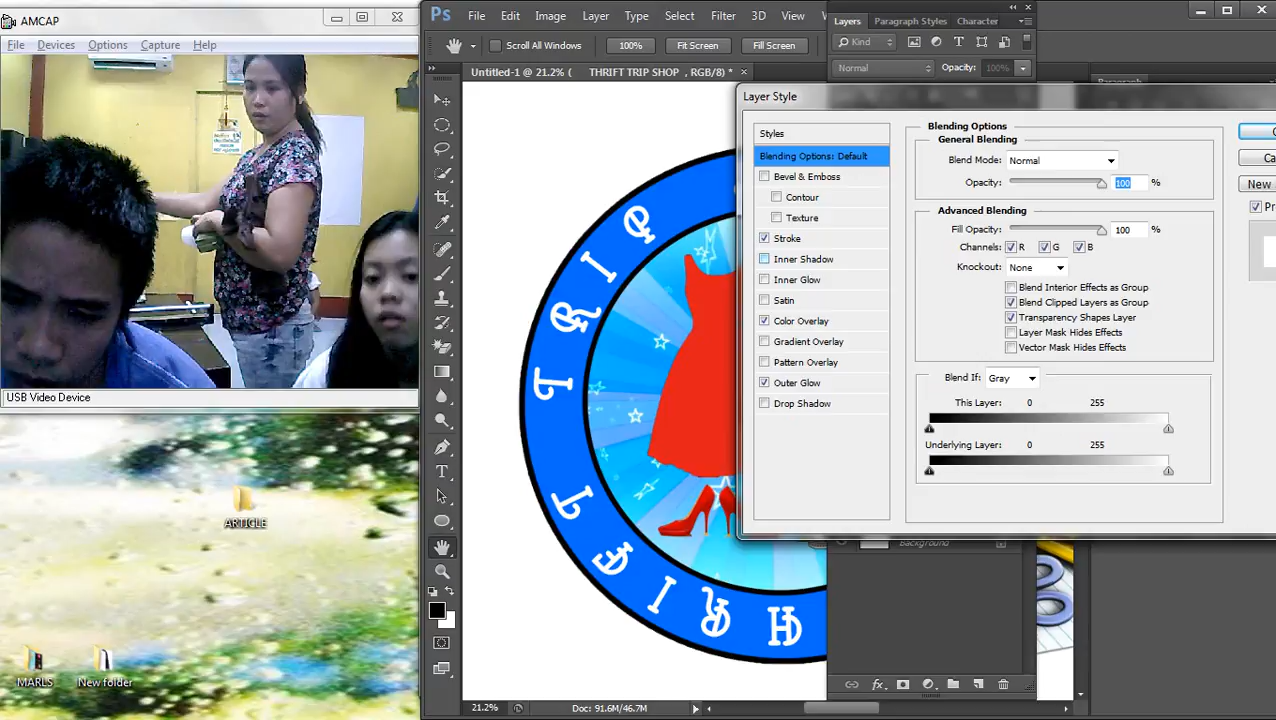 AMCAP
File Devices Options Capture Help
USB Video Device
ARTICLE
MARLS
New folder
Ps File Edit Image Layer Type Select Filter 3D View
Scroll All Windows 100% Fit Screen Fill Screen
Untitled-1 @ 21.2% ( THRIFT TRIP SHOP , RGB/8) * ×
THRIFT TRIP
21.2% Doc: 91.6M/46.7M
Layers Paragraph Styles Character
Kind
Normal Opacity: 100%
Background
Layer Style
Styles
Blending Options: Default
Bevel & Emboss
Contour
Texture
Stroke
Inner Shadow
Inner Glow
Satin
Color Overlay
Gradient Overlay
Pattern Overlay
Outer Glow
Drop Shadow
Blending Options
General Blending
Blend Mode: Normal
Opacity: 100 %
Advanced Blending
Fill Opacity: 100 %
Channels: R G B
Knockout: None
Blend Interior Effects as Group
Blend Clipped Layers as Group
Transparency Shapes Layer
Layer Mask Hides Effects
Vector Mask Hides Effects
Blend If: Gray
This Layer: 0 255
Underlying Layer: 0 255
New